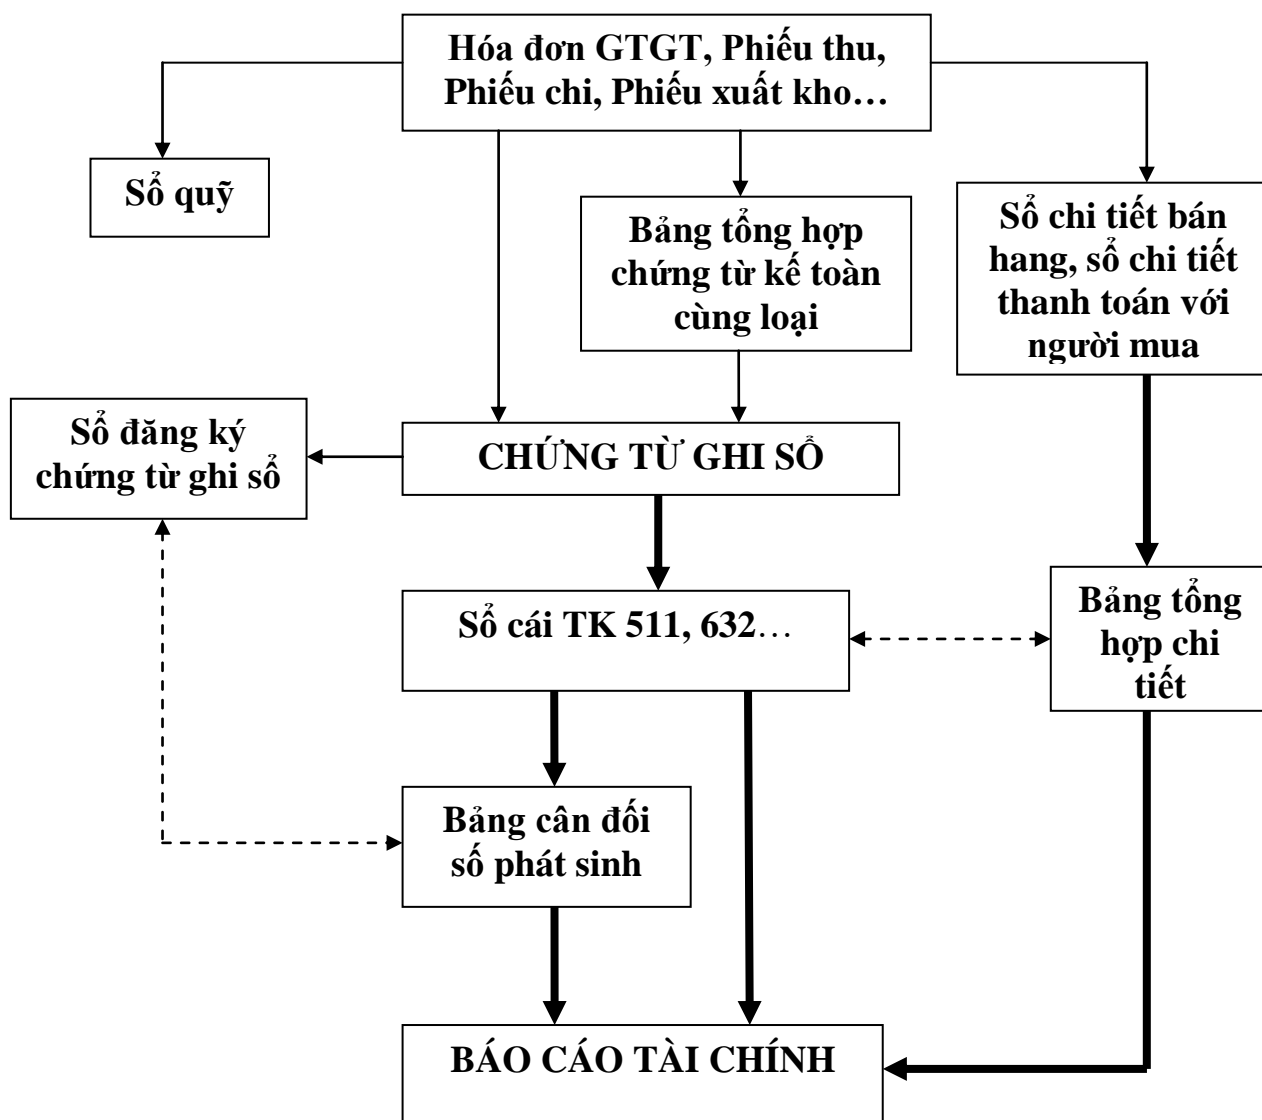 Hóa đơn GTGT, Phiếu thu,
Phiếu chi, Phiếu xuất kho…
Sổ quỹ
Bảng tổng hợp
chứng từ kế toàn
cùng loại
Sổ chi tiết bán
hang, sổ chi tiết
thanh toán với
người mua
Sổ đăng ký
chứng từ ghi sổ
CHỨNG TỪ GHI SỔ
Sổ cái TK 511, 632…
Bảng tổng
hợp chi
tiết
Bảng cân đối
số phát sinh
BÁO CÁO TÀI CHÍNH